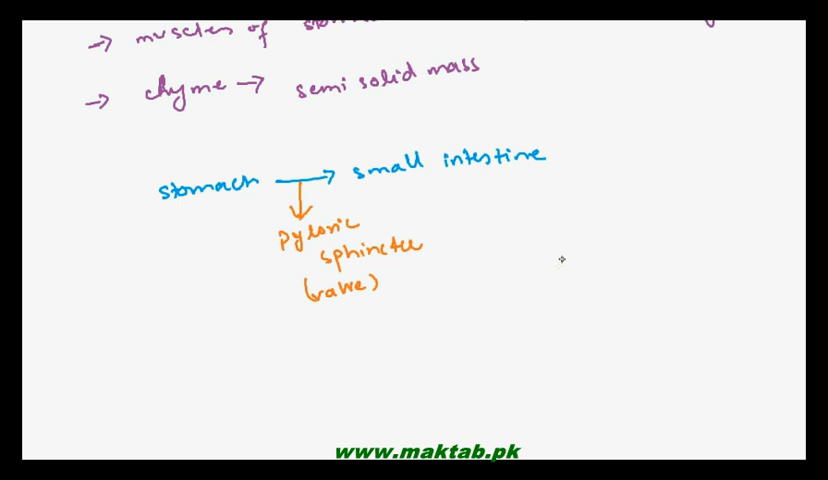 → muscles of
→ chyme → semi solid mass
stomach → small intestine
pyloric
sphincter
(valve)
www.maktab.pk